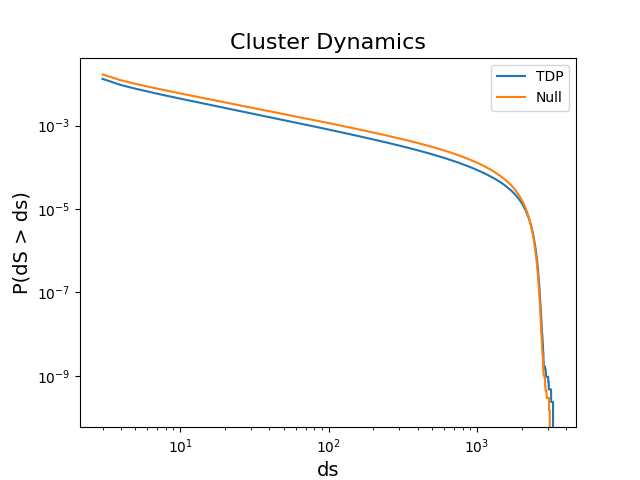 Cluster Dynamics
TDP
Null
P(dS > ds)
10⁻³
10⁻⁵
10⁻⁷
10⁻⁹
10¹
10²
10³
ds